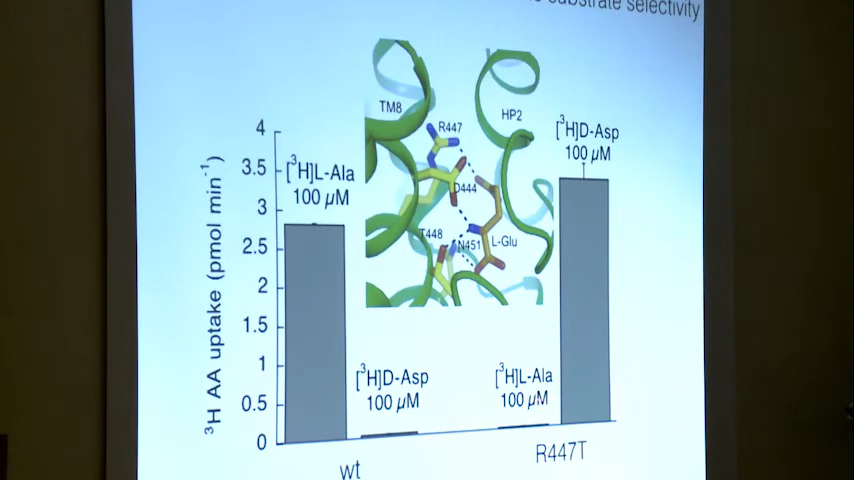 substrate selectivity
4
3.5
3
2.5
2
1.5
1
0.5
0
³H AA uptake (pmol min⁻¹)
[³H]L-Ala
100 µM
[³H]D-Asp
100 µM
wt
[³H]L-Ala
100 µM
[³H]D-Asp
100 µM
R447T
TM8
HP2
R447
D444
T448
N451
L-Glu